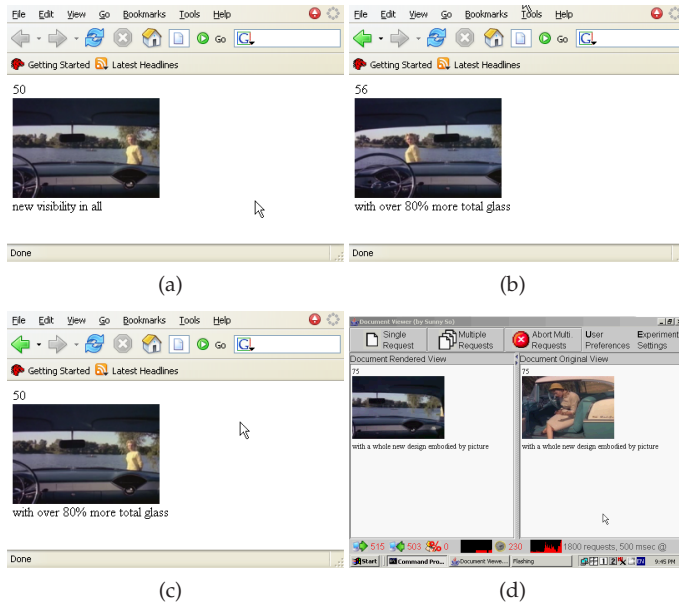 File Edit View Go Bookmarks Tools Help
Go G
Getting Started Latest Headlines
50
new visibility in all
Done
(a)
File Edit View Go Bookmarks Tools Help
Go G
Getting Started Latest Headlines
56
with over 80% more total glass
Done
(b)
File Edit View Go Bookmarks Tools Help
Go G
Getting Started Latest Headlines
50
with over 80% more total glass
Done
(c)
Document Viewer (by Sunny So)
Single Request
Multiple Requests
Abort Multi. Requests
User Preferences
Experiment Settings
Document Rendered View
75
with a whole new design embodied by picture
Document Original View
75
with a whole new design embodied by picture
515 503 % 0 230 1800 requests, 500 msec @
Start Command Pro... Document Viewe... Flashing 1 2 9:45 PM
(d)